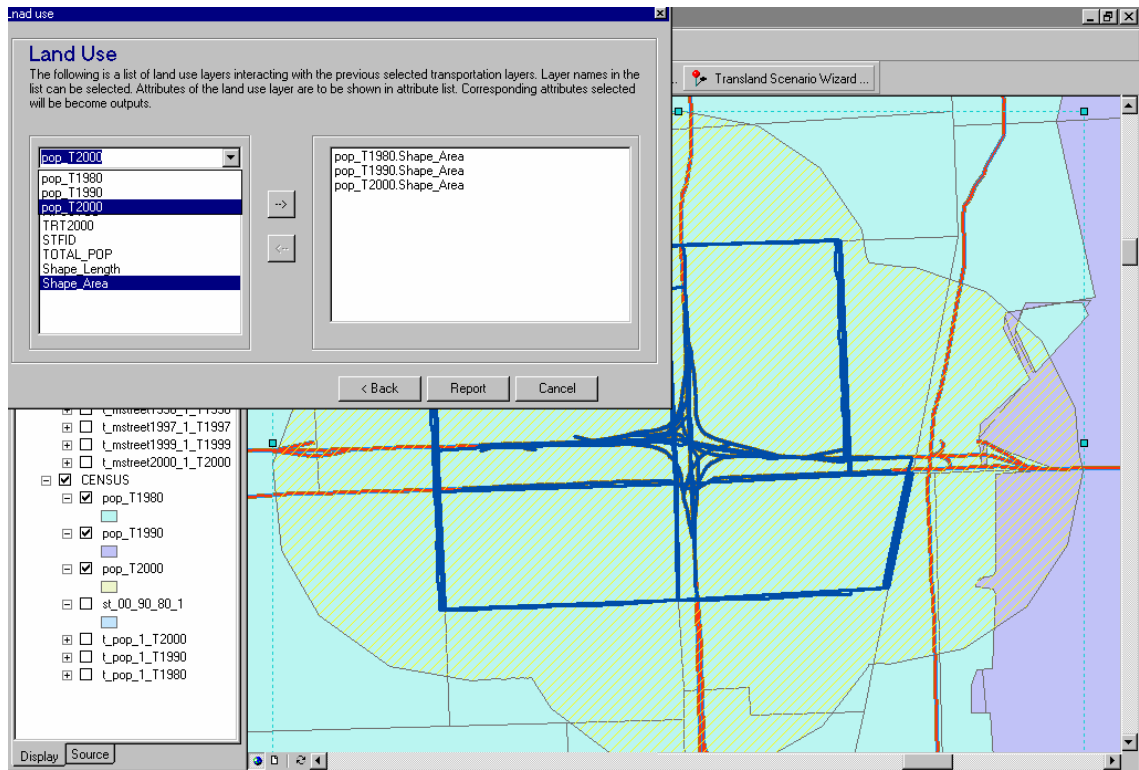 Lnad use
Land Use
The following is a list of land use layers interacting with the previous selected transportation layers. Layer names in the
list can be selected. Attributes of the land use layer are to be shown in attribute list. Corresponding attributes selected
will be become outputs.
... Transland Scenario Wizard ...
pop_T2000
pop_T1980
pop_T1990
pop_T2000
TRT2000
STFID
TOTAL_POP
Shape_Length
Shape_Area
-->
<--
pop_T1980.Shape_Area
pop_T1990.Shape_Area
pop_T2000.Shape_Area
< Back
Report
Cancel
t_mstreet1997_1_T1997
t_mstreet1999_1_T1999
t_mstreet2000_1_T2000
CENSUS
pop_T1980
pop_T1990
pop_T2000
st_00_90_80_1
t_pop_1_T2000
t_pop_1_T1990
t_pop_1_T1980
Display
Source